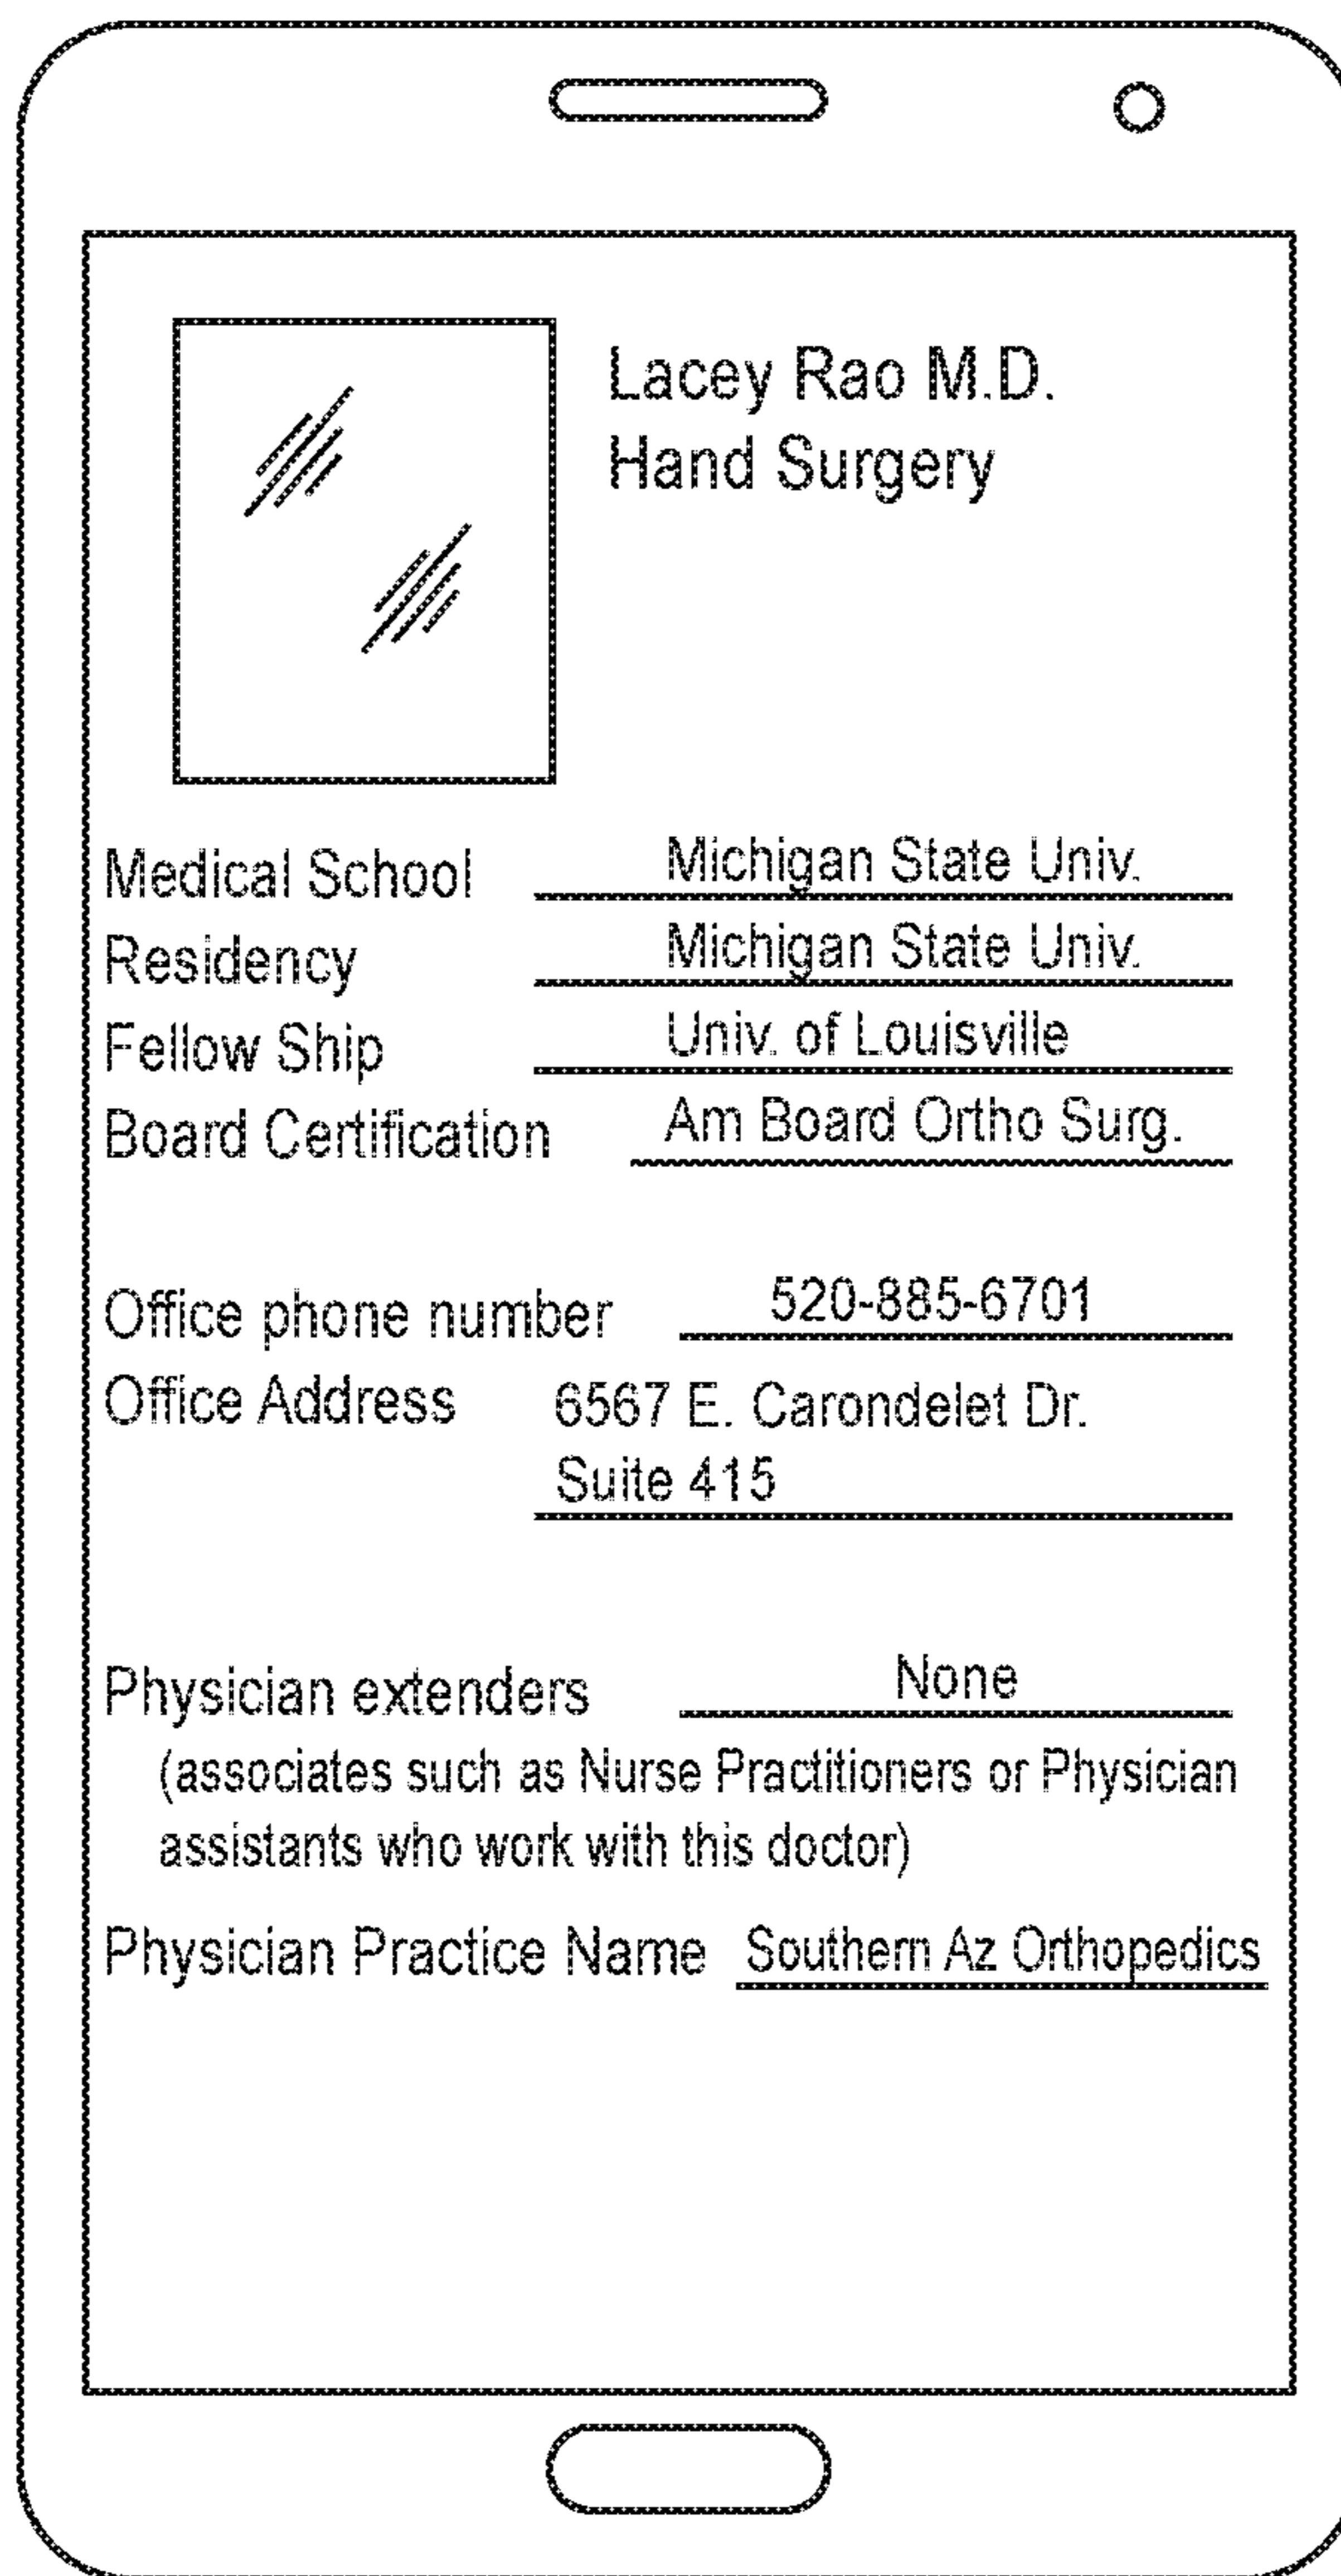 Lacey Rao M.D.
Hand Surgery
Medical School Michigan State Univ.
Residency Michigan State Univ.
Fellow Ship Univ. of Louisville
Board Certification Am Board Ortho Surg.
Office phone number 520-885-6701
Office Address 6567 E. Carondelet Dr.
Suite 415
Physician extenders None
(associates such as Nurse Practitioners or Physician
assistants who work with this doctor)
Physician Practice Name Southern Az Orthopedics